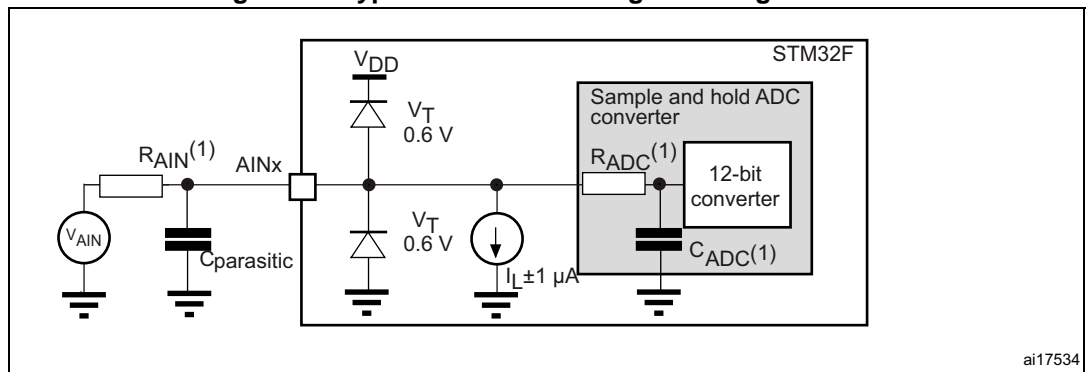 STM32F
VDD
VT
0.6 V
Sample and hold ADC
converter
RAIN(1)
AINx
RADC(1)
12-bit
converter
VAIN
Cparasitic
VT
0.6 V
IL±1 µA
CADC(1)
ai17534